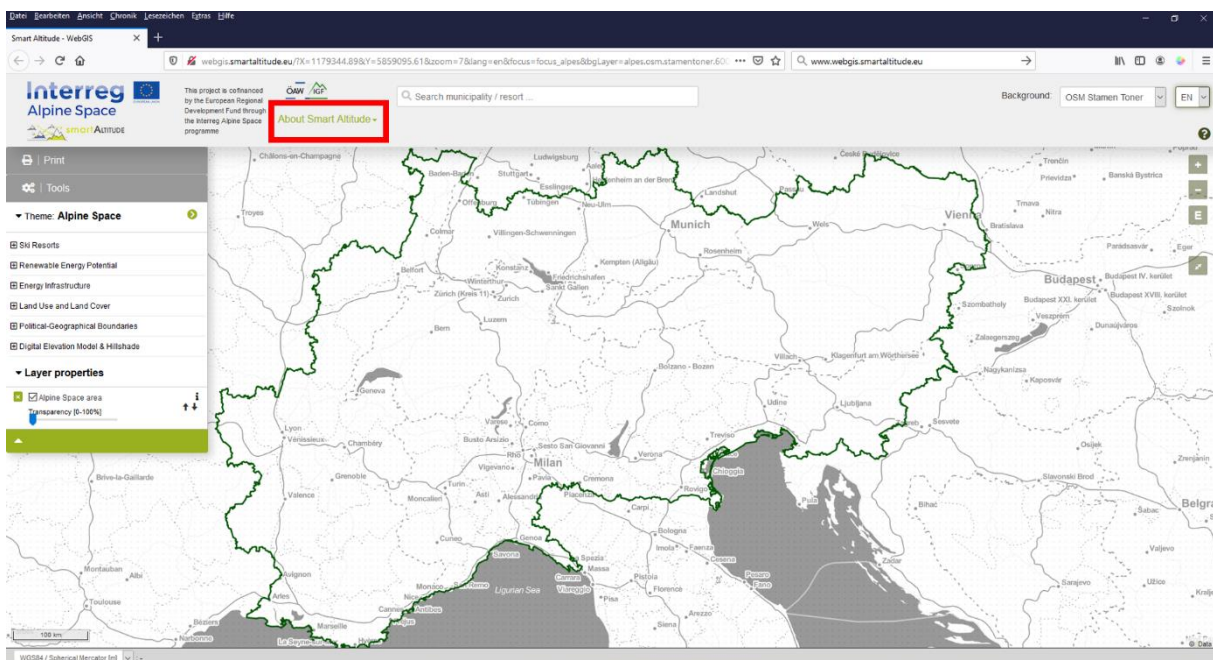 Datei Bearbeiten Ansicht Chronik Lesezeichen Extras Hilfe
Smart Altitude - WebGIS
webgis.smartaltitude.eu/?X=1179344.89&Y=5859095.61&zoom=7&lang=en&focus=focus_alpes&bgLayer=alpes.osm.stamentoner.60
www.webgis.smartaltitude.eu
Interreg
Alpine Space
smartALTITUDE
This project is cofinanced
by the European Regional
Development Fund through
the Interreg Alpine Space
programme
ÖAW IGF
About Smart Altitude
Search municipality / resort ...
Background: OSM Stamen Toner
EN
Print
Tools
Theme: Alpine Space
Ski Resorts
Renewable Energy Potential
Energy Infrastructure
Land Use and Land Cover
Political-Geographical Boundaries
Digital Elevation Model & Hillshade
Layer properties
Alpine Space area
Transparency [0-100%]
E
Châlons-en-Champagne
Ludwigsburg
Baden-Baden
Stuttgart
Esslingen
Landshut
Passau
Trenčín
Prievidza
Banská Bystrica
Troyes
Offenburg
Tübingen
Neu-Ulm
Munich
Wels
Vienna
Trnava
Nitra
Bratislava
Colmar
Villingen-Schwenningen
Rosenheim
Parádsasvár
Eger
Belfort
Konstanz
Friedrichshafen
Kempten (Allgäu)
Winterthur
Sankt Gallen
Zürich (Kreis 11)
Zurich
Budapest
Budapest IV. kerület
Budapest XXI. kerület
Budapest XVIII. kerület
Szombathely
Szolnok
Luzern
Bern
Veszprém
Dunaújváros
Zalaegerszeg
Villach
Klagenfurt am Wörthersee
Bolzano - Bozen
Nagykanizsa
Kaposvár
Geneva
Udine
Ljubljana
Lyon
Vénissieux
Chambéry
Varese
Como
Busto Arsizio
Sesto San Giovanni
Treviso
Sesvete
Rho
Milan
Verona
Osijek
Zrenjanin
Brive-la-Gaillarde
Grenoble
Vigevano
Pavia
Cremona
Chioggia
Rovigo
Slavonski Brod
Valence
Turin
Moncalieri
Asti
Alessandria
Piacenza
Pula
Bihać
Šabac
Belgra
Carpi
Bologna
Cuneo
Genoa
Imola
Faenza
Savona
La Spezia
Cesena
Zadar
Valjevo
Montauban
Albi
Avignon
Massa
Carrara
Pistoia
Pesaro
Fano
Sarajevo
Užice
Monaco
San Remo
Ligurian Sea
Viareggio
Florence
Toulouse
Arles
Nice
Cannes
Antibes
Pisa
Arezzo
Béziers
Marseille
Siena
Narbonne
100 km
WGS84 / Spherical Mercator
© Data